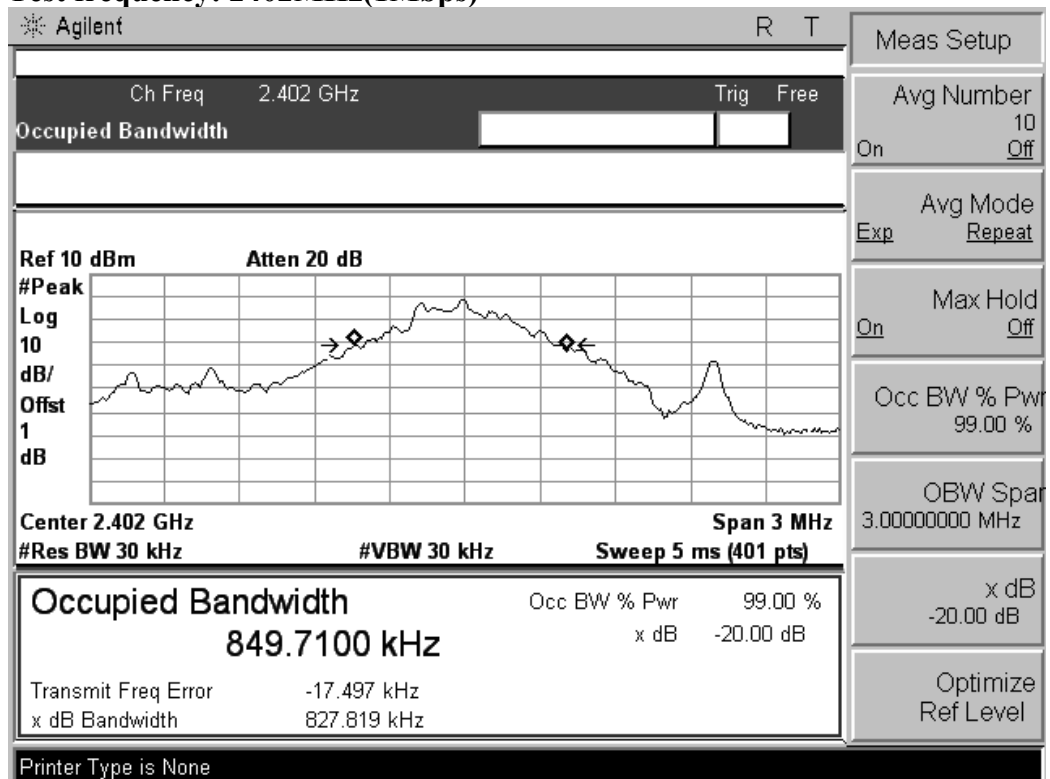 Test frequency: 2402MHz(1Mbps)
Agilent R T
Ch Freq 2.402 GHz Trig Free
Occupied Bandwidth
Ref 10 dBm Atten 20 dB
#Peak
Log
10
dB/
Offst
1
dB
Center 2.402 GHz Span 3 MHz
#Res BW 30 kHz #VBW 30 kHz Sweep 5 ms (401 pts)
Occupied Bandwidth
849.7100 kHz
Occ BW % Pwr 99.00 %
x dB -20.00 dB
Transmit Freq Error -17.497 kHz
x dB Bandwidth 827.819 kHz
Printer Type is None
Meas Setup
Avg Number
10
On Off
Avg Mode
Exp Repeat
Max Hold
On Off
Occ BW % Pwr
99.00 %
OBW Span
3.00000000 MHz
x dB
-20.00 dB
Optimize
Ref Level